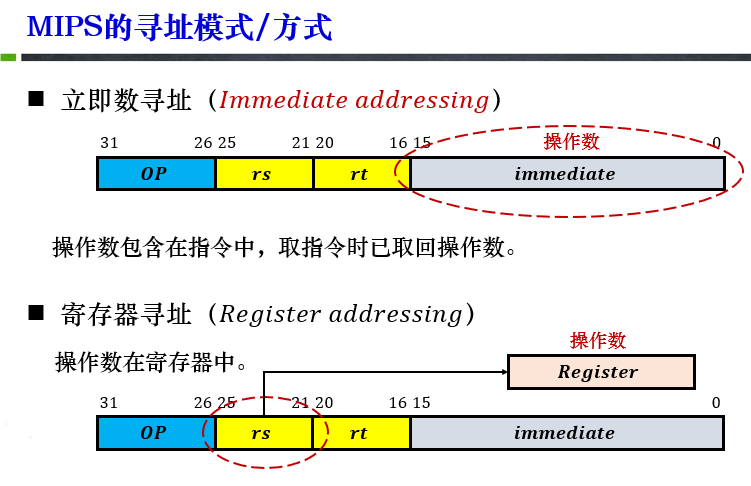 MIPS的寻址模式/方式
■ 立即数寻址（Immediate addressing）
操作数
31 26 25 21 20 16 15 0
OP rs rt immediate
操作数包含在指令中，取指令时已取回操作数。
■ 寄存器寻址（Register addressing）
操作数
操作数在寄存器中。
Register
31 26 25 21 20 16 15 0
OP rs rt immediate